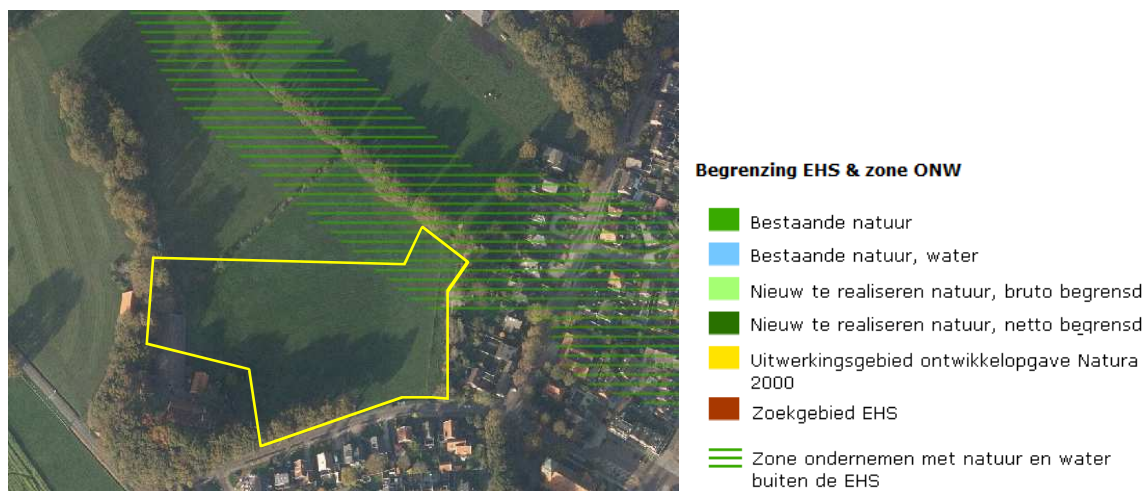 Begrenzing EHS & zone ONW
Bestaande natuur
Bestaande natuur, water
Nieuw te realiseren natuur, bruto begrensd
Nieuw te realiseren natuur, netto begrensd
Uitwerkingsgebied ontwikkelopgave Natura
2000
Zoekgebied EHS
Zone ondernemen met natuur en water
buiten de EHS